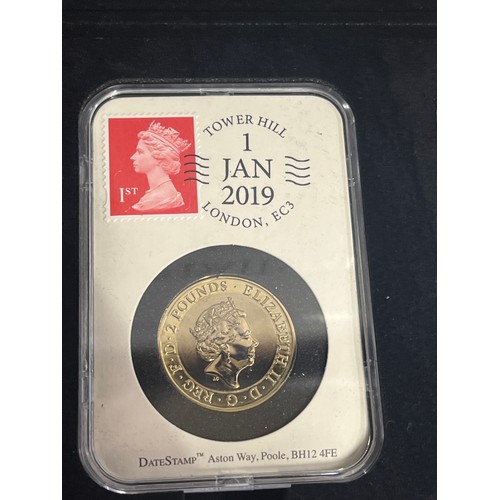 1ST
TOWER HILL
1
JAN
2019
LONDON, EC3
ELIZABETH II · D · G · REG · F · D · 2 POUNDS ·
DATESTAMP™ Aston Way, Poole, BH12 4FE